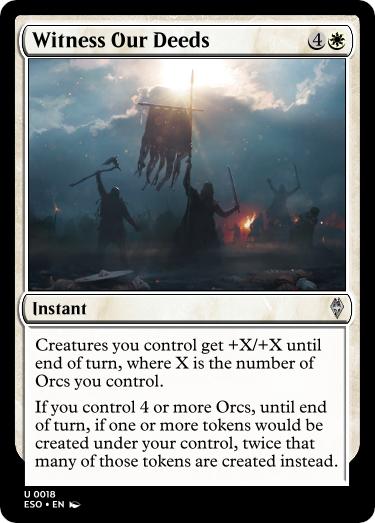 Witness Our Deeds 4
Instant
Creatures you control get +X/+X until
end of turn, where X is the number of
Orcs you control.
If you control 4 or more Orcs, until end
of turn, if one or more tokens would be
created under your control, twice that
many of those tokens are created instead.
U 0018
ESO • EN